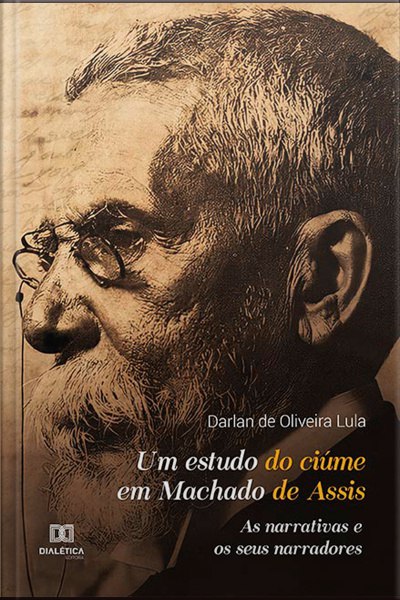 Darlan de Oliveira Lula
Um estudo do ciúme
em Machado de Assis
As narrativas e
os seus narradores
DIALÉTICA
EDITORA